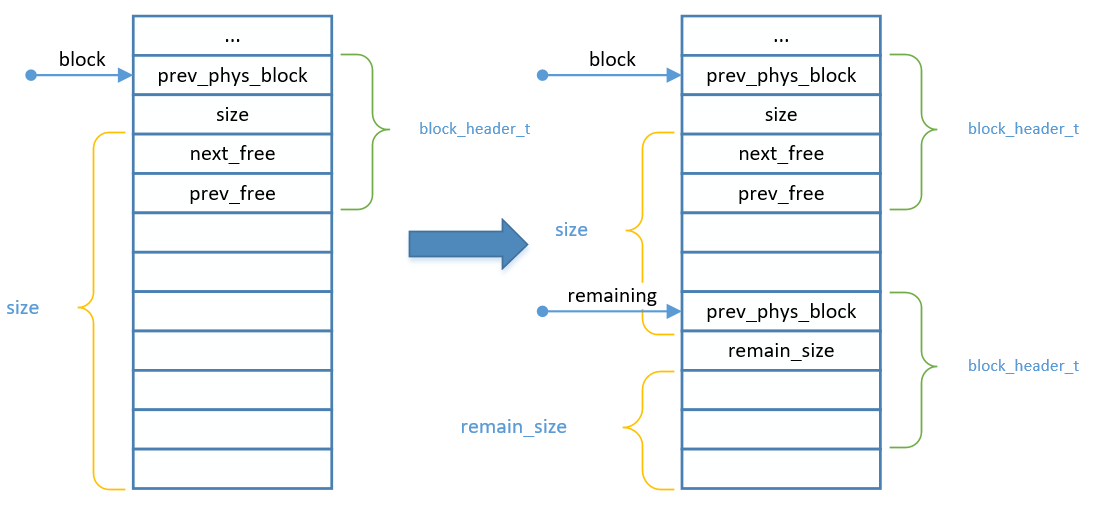 ...
block
prev_phys_block
size
block_header_t
next_free
prev_free
size
...
block
prev_phys_block
size
block_header_t
next_free
prev_free
size
remaining
prev_phys_block
remain_size
block_header_t
remain_size